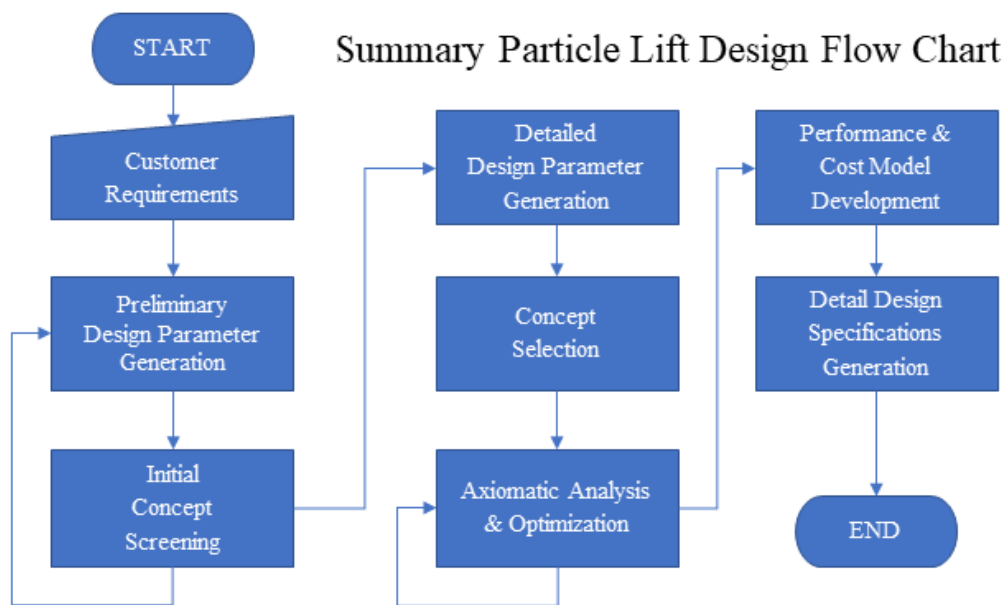 START
Summary Particle Lift Design Flow Chart
Customer
Requirements
Preliminary
Design Parameter
Generation
Initial
Concept
Screening
Detailed
Design Parameter
Generation
Concept
Selection
Axiomatic Analysis
& Optimization
Performance &
Cost Model
Development
Detail Design
Specifications
Generation
END